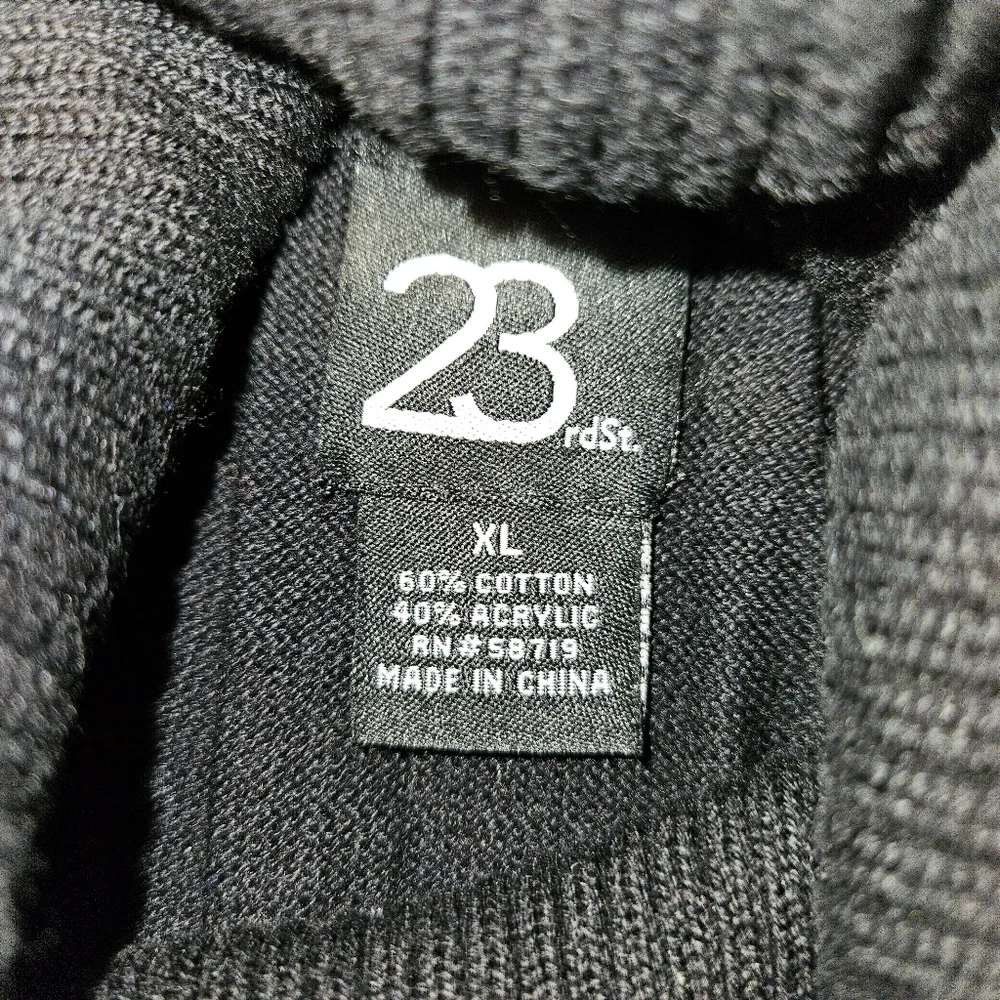 23rdSt.
XL
60% COTTON
40% ACRYLIC
RN#58719
MADE IN CHINA